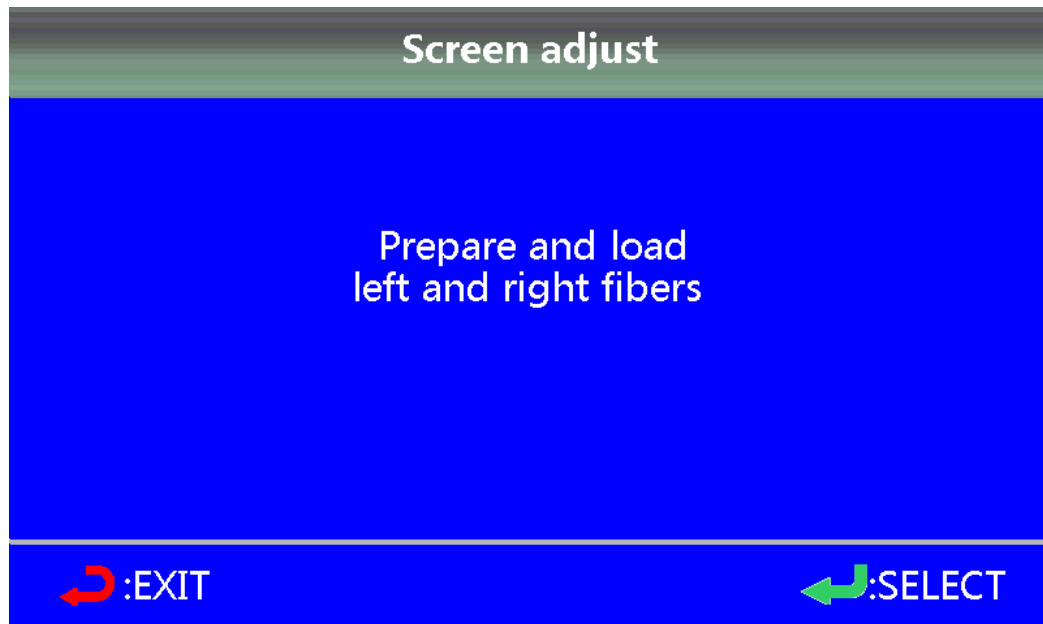 Screen adjust
Prepare and load
left and right fibers
:EXIT
:SELECT